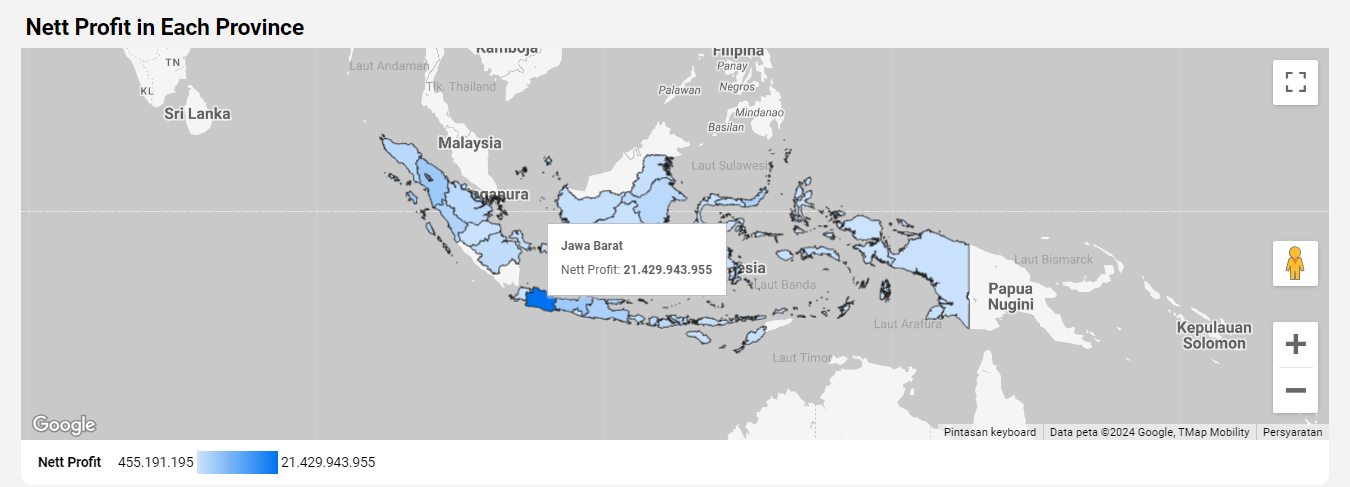 Nett Profit in Each Province
Kamboja
Filipina
Laut Andaman
TN
Panay
KL
Tlk. Thailand
Palawan
Negros
Sri Lanka
Mindanao
Malaysia
Basilan
Laut Sulawesi
Jawa Barat
Nett Profit: 21.429.943.955
Laut Bismarck
Laut Banda
Papua
Nugini
Laut Arafura
Kepulauan
Solomon
Laut Timor
Google
Pintasan keyboard
Data peta ©2024 Google, TMap Mobility
Persyaratan
Nett Profit 455.191.195 21.429.943.955